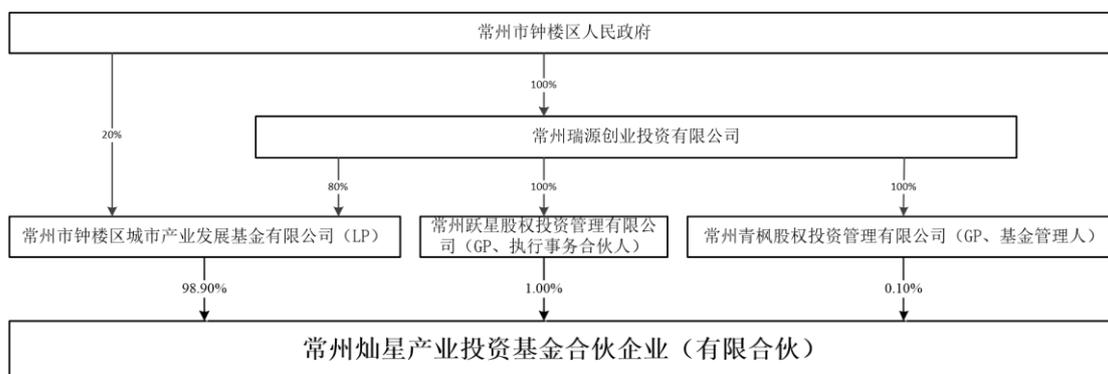 常州市钟楼区人民政府
100%
20%
常州瑞源创业投资有限公司
80%
100%
100%
常州市钟楼区城市产业发展基金有限公司（LP）
常州跃星股权投资管理有限公
司（GP、执行事务合伙人）
常州青枫股权投资管理有限公司（GP、基金管理人）
98.90%
1.00%
0.10%
常州灿星产业投资基金合伙企业（有限合伙）